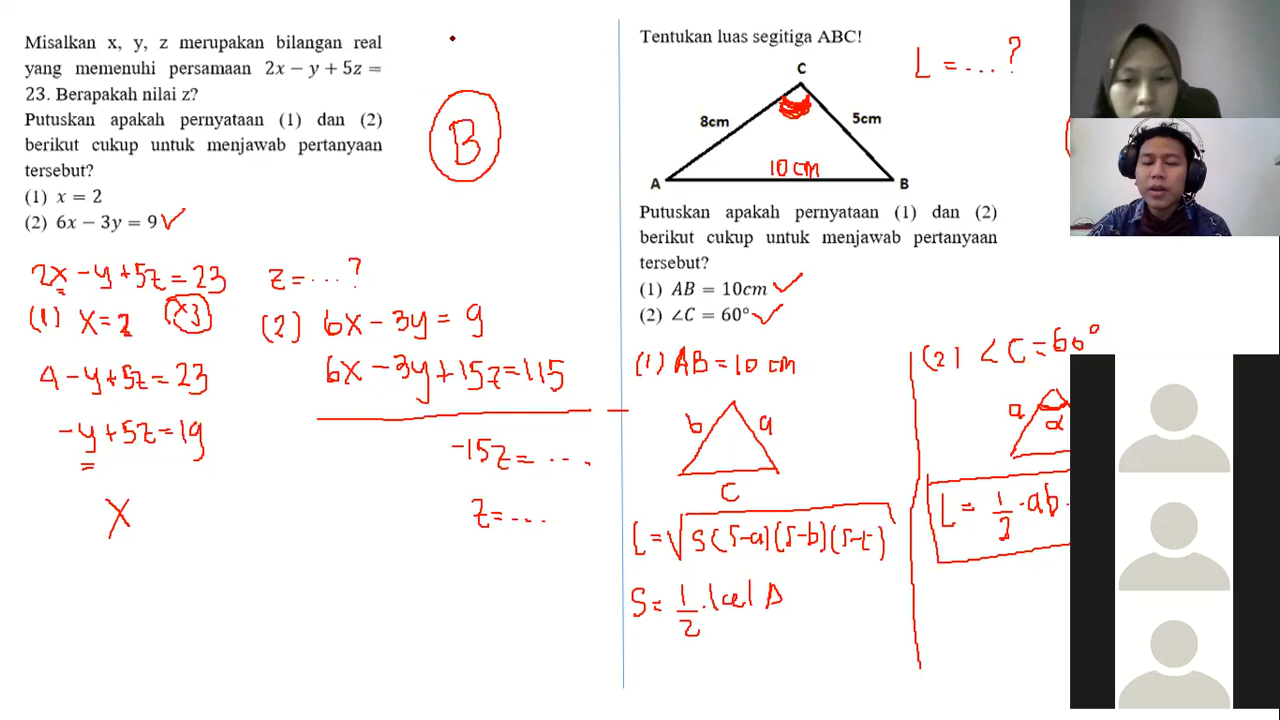 Misalkan x, y, z merupakan bilangan real
yang memenuhi persamaan 2x − y + 5z =
23. Berapakah nilai z?
Putuskan apakah pernyataan (1) dan (2)
berikut cukup untuk menjawab pertanyaan
tersebut?
(1) x = 2
(2) 6x − 3y = 9 ✓
B
2x − y + 5z = 23
z = ... ?
(1) x = 2
x3
(2) 6x − 3y = 9
4 − y + 5z = 23
6x − 3y + 15z = 115
−y + 5z = 19
−15z = ....
X
z = ...
Tentukan luas segitiga ABC!
L = ... ?
C
8cm
5cm
10 cm
A
B
Putuskan apakah pernyataan (1) dan (2)
berikut cukup untuk menjawab pertanyaan
tersebut?
(1) AB = 10cm ✓
(2) ∠C = 60° ✓
(1) AB = 10 cm
b
a
c
L = √s(s−a)(s−b)(s−c)
S = 1/2 . kel Δ
(2) ∠C = 60°
a
α
L = 1/2 · ab ·